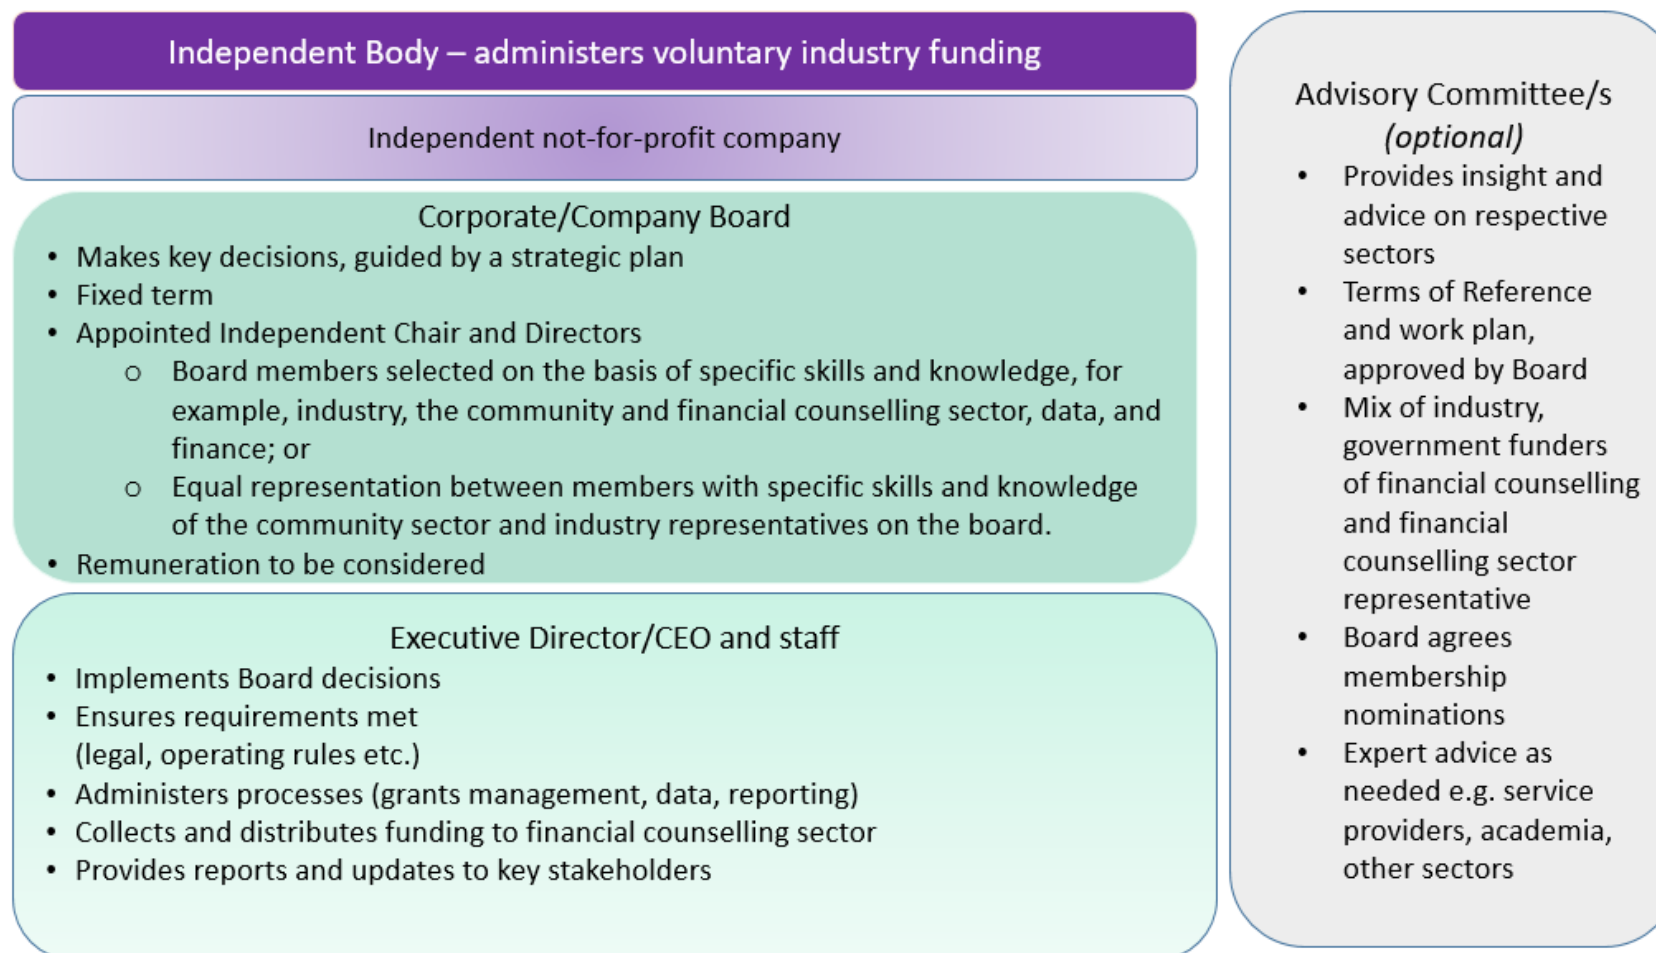 Independent Body – administers voluntary industry funding
Independent not-for-profit company
Corporate/Company Board
• Makes key decisions, guided by a strategic plan
• Fixed term
• Appointed Independent Chair and Directors
o Board members selected on the basis of specific skills and knowledge, for
example, industry, the community and financial counselling sector, data, and
finance; or
o Equal representation between members with specific skills and knowledge
of the community sector and industry representatives on the board.
• Remuneration to be considered
Executive Director/CEO and staff
• Implements Board decisions
• Ensures requirements met
(legal, operating rules etc.)
• Administers processes (grants management, data, reporting)
• Collects and distributes funding to financial counselling sector
• Provides reports and updates to key stakeholders
Advisory Committee/s
(optional)
• Provides insight and
advice on respective
sectors
• Terms of Reference
and work plan,
approved by Board
• Mix of industry,
government funders
of financial counselling
and financial
counselling sector
representative
• Board agrees
membership
nominations
• Expert advice as
needed e.g. service
providers, academia,
other sectors